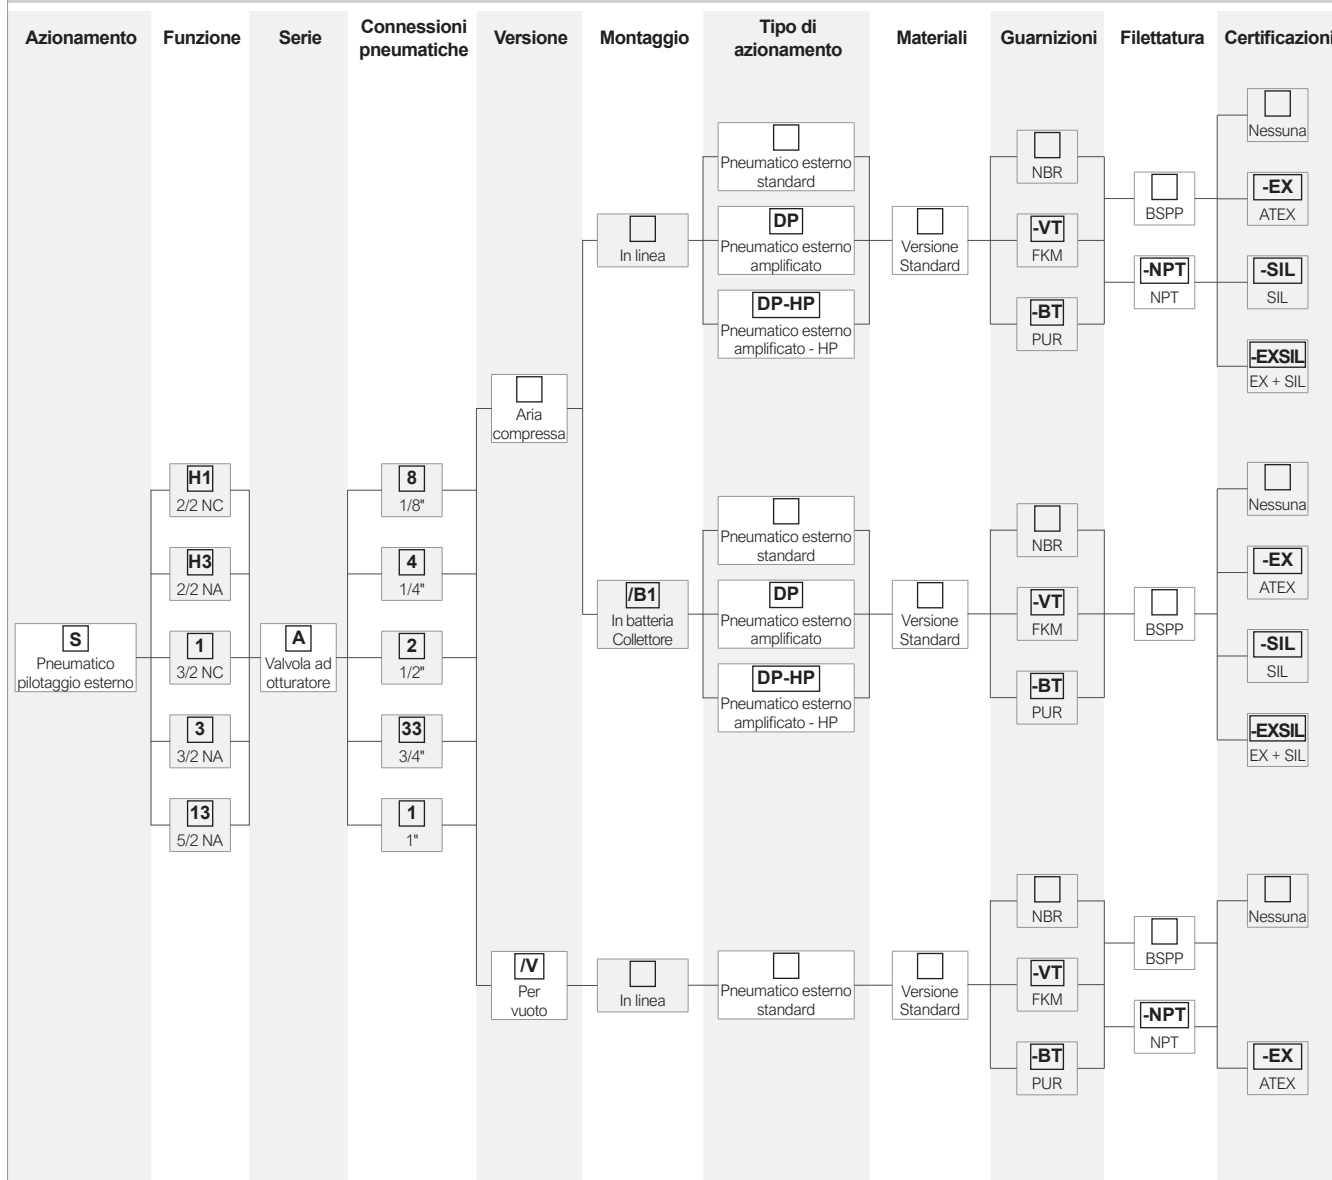 Azionamento
Funzione
Serie
Connessioni
pneumatiche
Versione
Montaggio
Tipo di
azionamento
Materiali
Guarnizioni
Filettatura
Certificazioni
S
Pneumatico
pilotaggio esterno
H1
2/2 NC
H3
2/2 NA
1
3/2 NC
3
3/2 NA
13
5/2 NA
A
Valvola ad
otturatore
8
1/8"
4
1/4"
2
1/2"
33
3/4"
1
1"
Aria
compressa
In linea
Pneumatico esterno
standard
DP
Pneumatico esterno
amplificato
DP-HP
Pneumatico esterno
amplificato - HP
Versione
Standard
NBR
-VT
FKM
-BT
PUR
BSPP
-NPT
NPT
Nessuna
-EX
ATEX
-SIL
SIL
-EXSIL
EX + SIL
/B1
In batteria
Collettore
Pneumatico esterno
standard
DP
Pneumatico esterno
amplificato
DP-HP
Pneumatico esterno
amplificato - HP
Versione
Standard
NBR
-VT
FKM
-BT
PUR
BSPP
Nessuna
-EX
ATEX
-SIL
SIL
-EXSIL
EX + SIL
/V
Per
vuoto
In linea
Pneumatico esterno
standard
Versione
Standard
NBR
-VT
FKM
-BT
PUR
BSPP
-NPT
NPT
Nessuna
-EX
ATEX